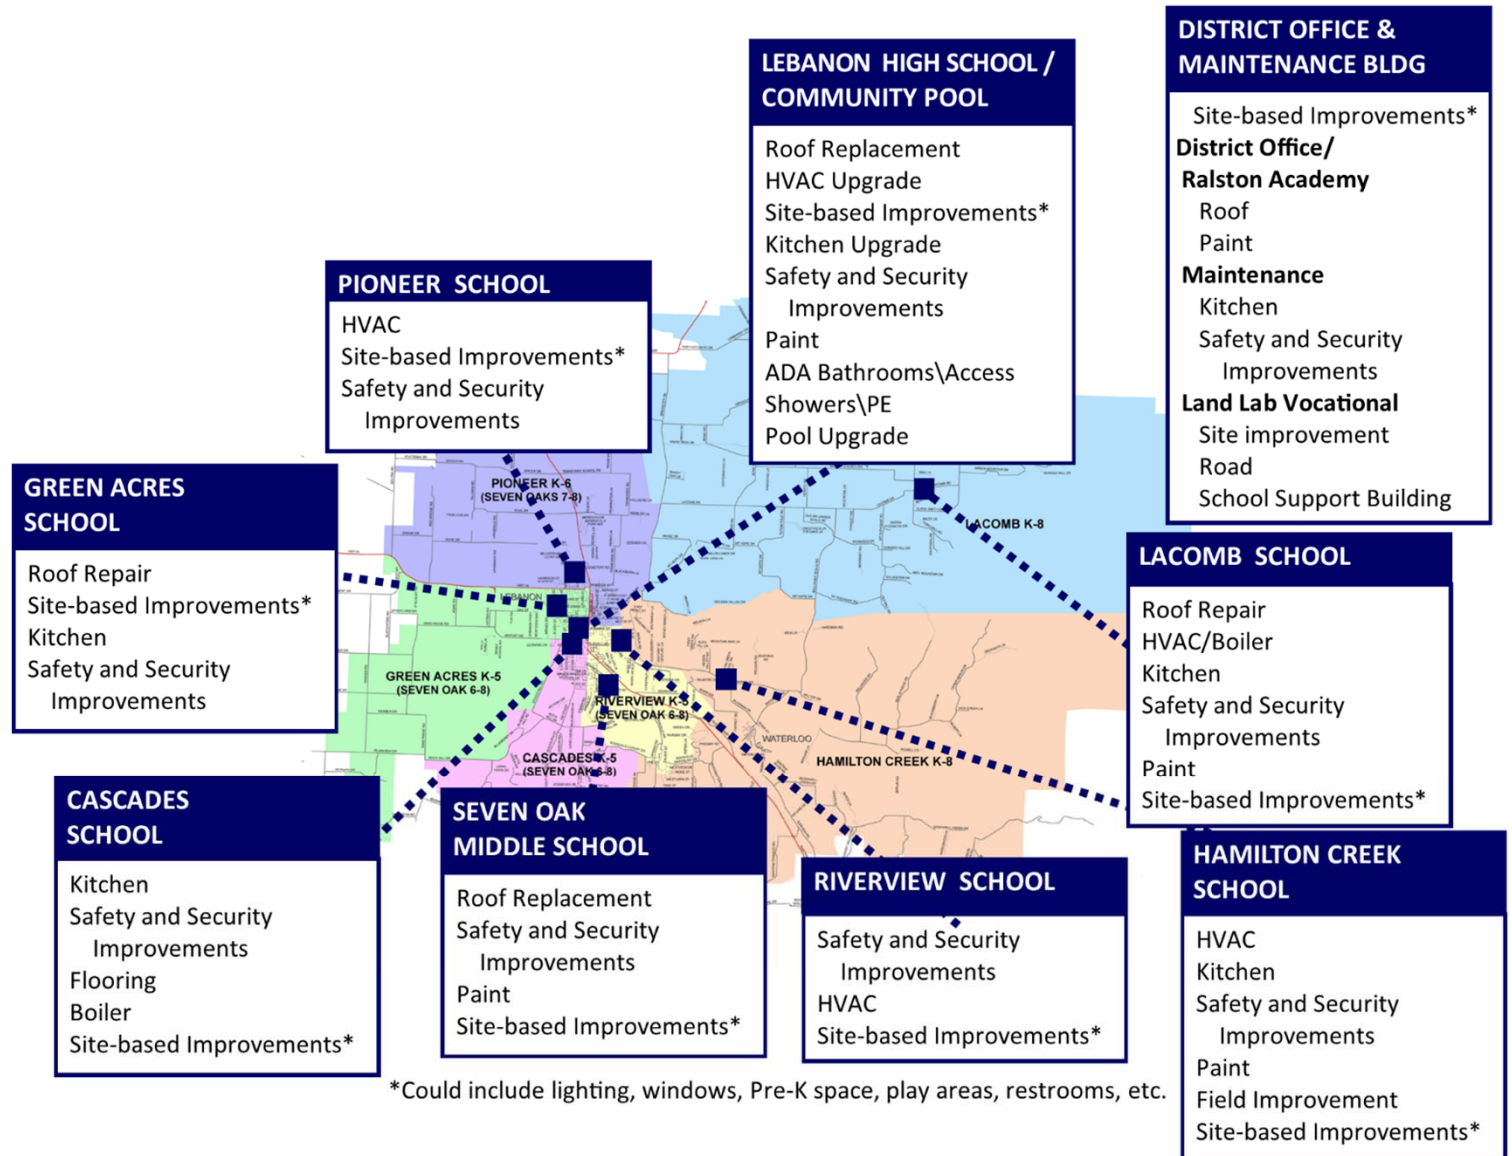 DISTRICT OFFICE &
MAINTENANCE BLDG
Site-based Improvements*
District Office/
Ralston Academy
Roof
Paint
Maintenance
Kitchen
Safety and Security
Improvements
Land Lab Vocational
Site improvement
Road
School Support Building
LEBANON HIGH SCHOOL /
COMMUNITY POOL
Roof Replacement
HVAC Upgrade
Site-based Improvements*
Kitchen Upgrade
Safety and Security
Improvements
Paint
ADA Bathrooms\Access
Showers\PE
Pool Upgrade
PIONEER SCHOOL
HVAC
Site-based Improvements*
Safety and Security
Improvements
GREEN ACRES
SCHOOL
Roof Repair
Site-based Improvements*
Kitchen
Safety and Security
Improvements
PIONEER K-6
(SEVEN OAKS 7-8)
LACOMB K-8
LEBANON
GREEN ACRES K-5
(SEVEN OAK 6-8)
RIVERVIEW K-5
(SEVEN OAK 6-8)
WATERLOO
CASCADES K-5
(SEVEN OAK 6-8)
HAMILTON CREEK K-8
LACOMB SCHOOL
Roof Repair
HVAC/Boiler
Kitchen
Safety and Security
Improvements
Paint
Site-based Improvements*
CASCADES
SCHOOL
Kitchen
Safety and Security
Improvements
Flooring
Boiler
Site-based Improvements*
SEVEN OAK
MIDDLE SCHOOL
Roof Replacement
Safety and Security
Improvements
Paint
Site-based Improvements*
RIVERVIEW SCHOOL
Safety and Security
Improvements
HVAC
Site-based Improvements*
HAMILTON CREEK
SCHOOL
HVAC
Kitchen
Safety and Security
Improvements
Paint
Field Improvement
Site-based Improvements*
*Could include lighting, windows, Pre-K space, play areas, restrooms, etc.